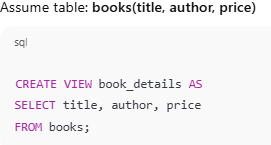 Assume table: books(title, author, price)
sql
CREATE VIEW book_details AS
SELECT title, author, price
FROM books;